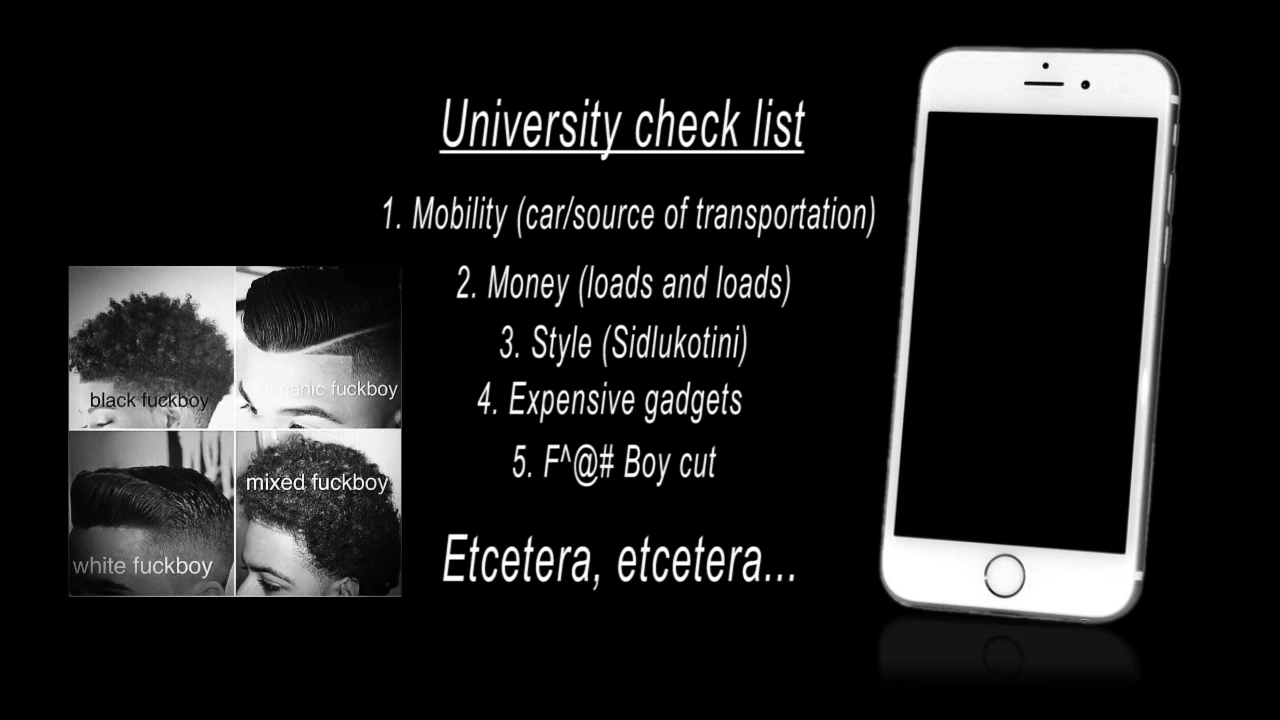 University check list
1. Mobility (car/source of transportation)
2. Money (loads and loads)
3. Style (Sidlukotini)
4. Expensive gadgets
5. F^@# Boy cut
Etcetera, etcetera...
black fuckboy
hispanic fuckboy
white fuckboy
mixed fuckboy